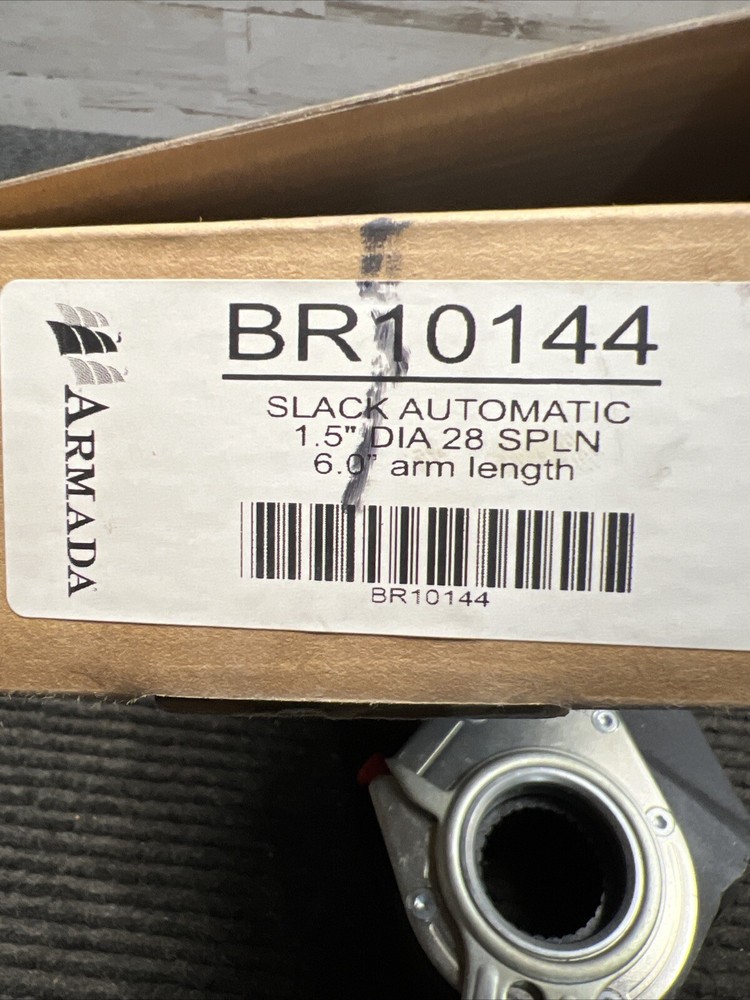 BR10144
SLACK AUTOMATIC
1.5" DIA 28 SPLN
6.0" arm length
BR10144
ARMADA